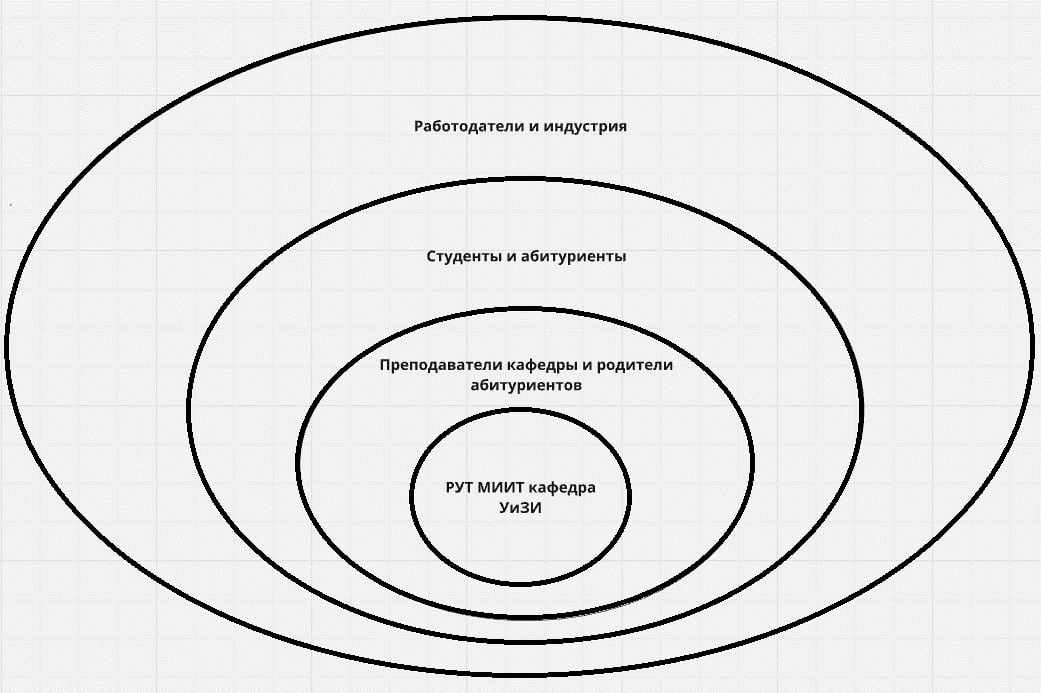 Работодатели и индустрия
Студенты и абитуриенты
Преподаватели кафедры и родители
абитуриентов
РУТ МИИТ кафедра
УиЗИ